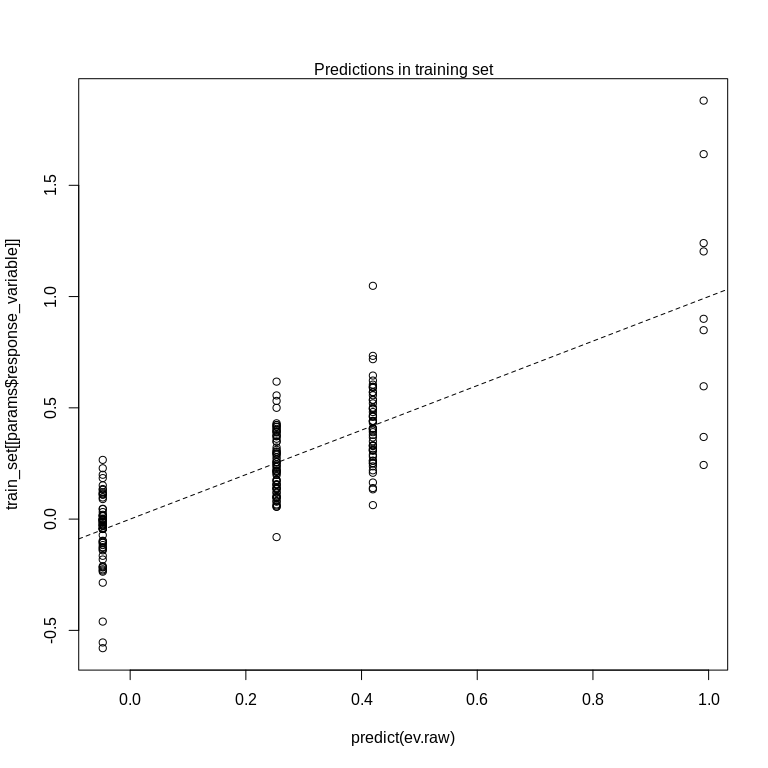 Predictions in training set
train_set[[params$response_variable]]
1.5
1.0
0.5
0.0
-0.5
0.0 0.2 0.4 0.6 0.8 1.0
predict(ev.raw)